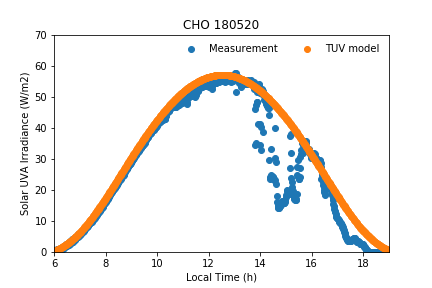 CHO 180520
Measurement TUV model
Solar UVA Irradiance (W/m2)
70
60
50
40
30
20
10
0
6 8 10 12 14 16 18
Local Time (h)